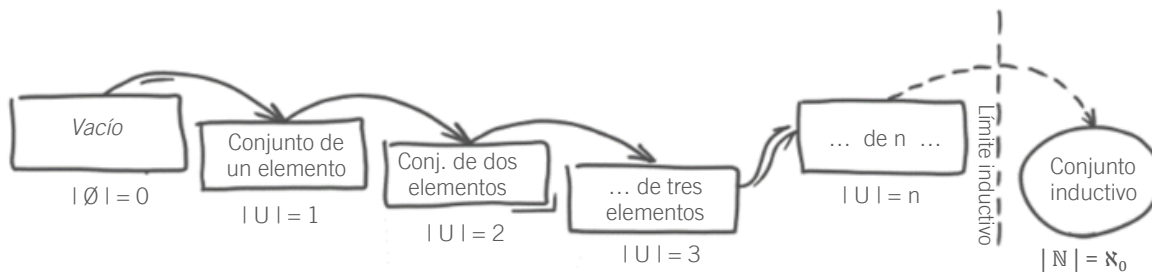 Vacío
| Ø | = 0
Conjunto de
un elemento
| U | = 1
Conj. de dos
elementos
| U | = 2
… de tres
elementos
| U | = 3
… de n …
| U | = n
Límite inductivo
Conjunto
inductivo
| ℕ | = ℵ₀